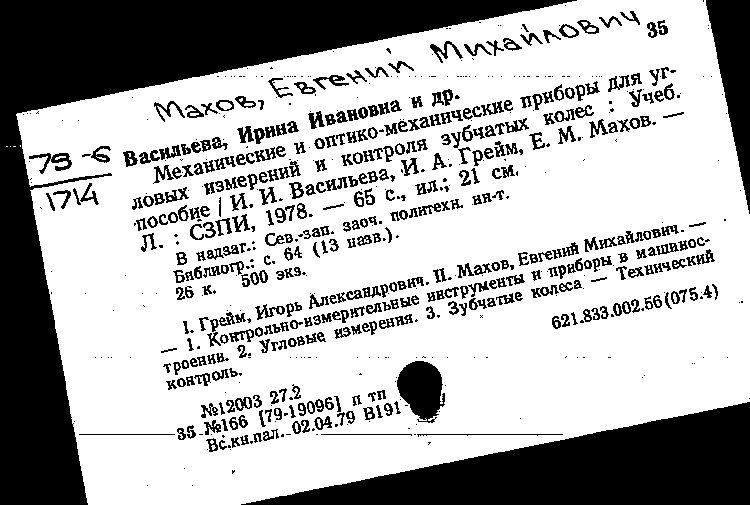 Махов, Евгений Михайлович
35
79-6
1714
Васильева, Ирина Ивановна и др.
Механические и оптико-механические приборы для уг-
ловых измерений и контроля зубчатых колес : Учеб.
пособие / И. И. Васильева, И. А. Грейм, Е. М. Махов. —
Л. : СЗПИ, 1978. — 65 с., ил.; 21 см.
В надзаг.: Сев.-зап. заоч. политехн. ин-т.
Библиогр.: с. 64 (13 назв.).
26 к. 500 экз.
I. Грейм, Игорь Александрович. II. Махов, Евгений Михайлович. —
— 1. Контрольно-измерительные инструменты и приборы в машинос-
троении. 2. Угловые измерения. 3. Зубчатые колеса — Технический
контроль.
621.833.002.56(075.4)
№12003 27.2
35 №166 [79-19096] п тп
Вс.кн.пал. 02.04.79 В191